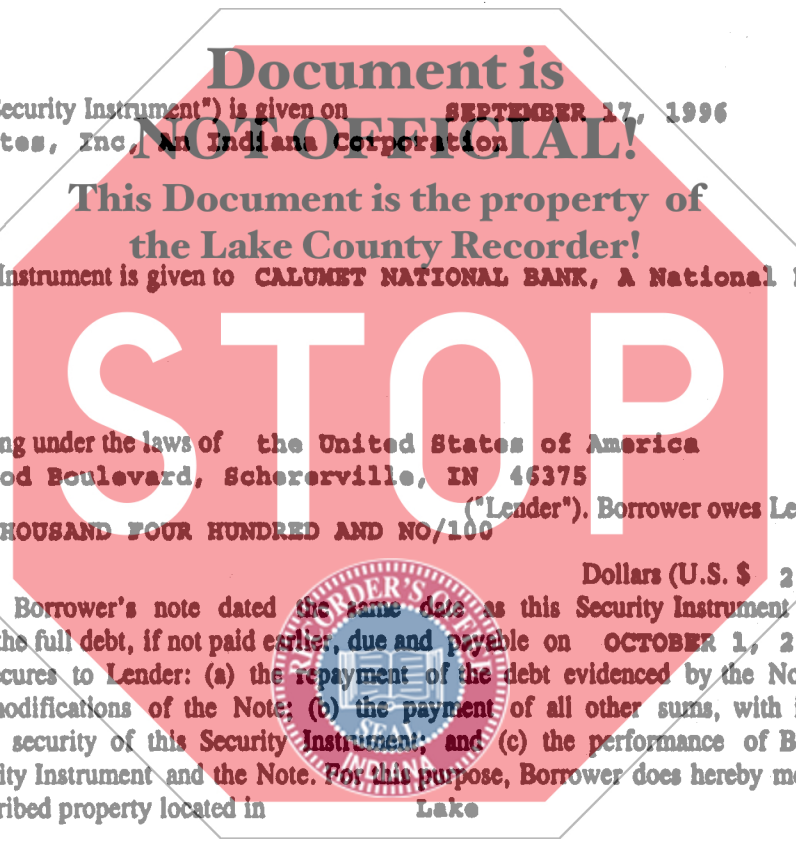 Document is
ecurity Instrument") is given on SEPTEMBER 17, 1996
NOT OFFICIAL!
tes, Inc, An Indiana Corporation
This Document is the property of
the Lake County Recorder!
Instrument is given to CALUMET NATIONAL BANK, A National
STOP
ng under the laws of the United States of America
od Boulevard, Schererville, IN 46375
("Lender"). Borrower owes Le
HOUSAND FOUR HUNDRED AND NO/100
Dollars (U.S. $ 2
Borrower's note dated the same date as this Security Instrument
the full debt, if not paid earlier, due and payable on OCTOBER 1, 2
cures to Lender: (a) the repayment of the debt evidenced by the No
modifications of the Note; (b) the payment of all other sums, with i
security of this Security Instrument; and (c) the performance of B
ity Instrument and the Note. For this purpose, Borrower does hereby mo
ribed property located in Lake
RECORDER'S OFFICE
SEAL
INDIANA